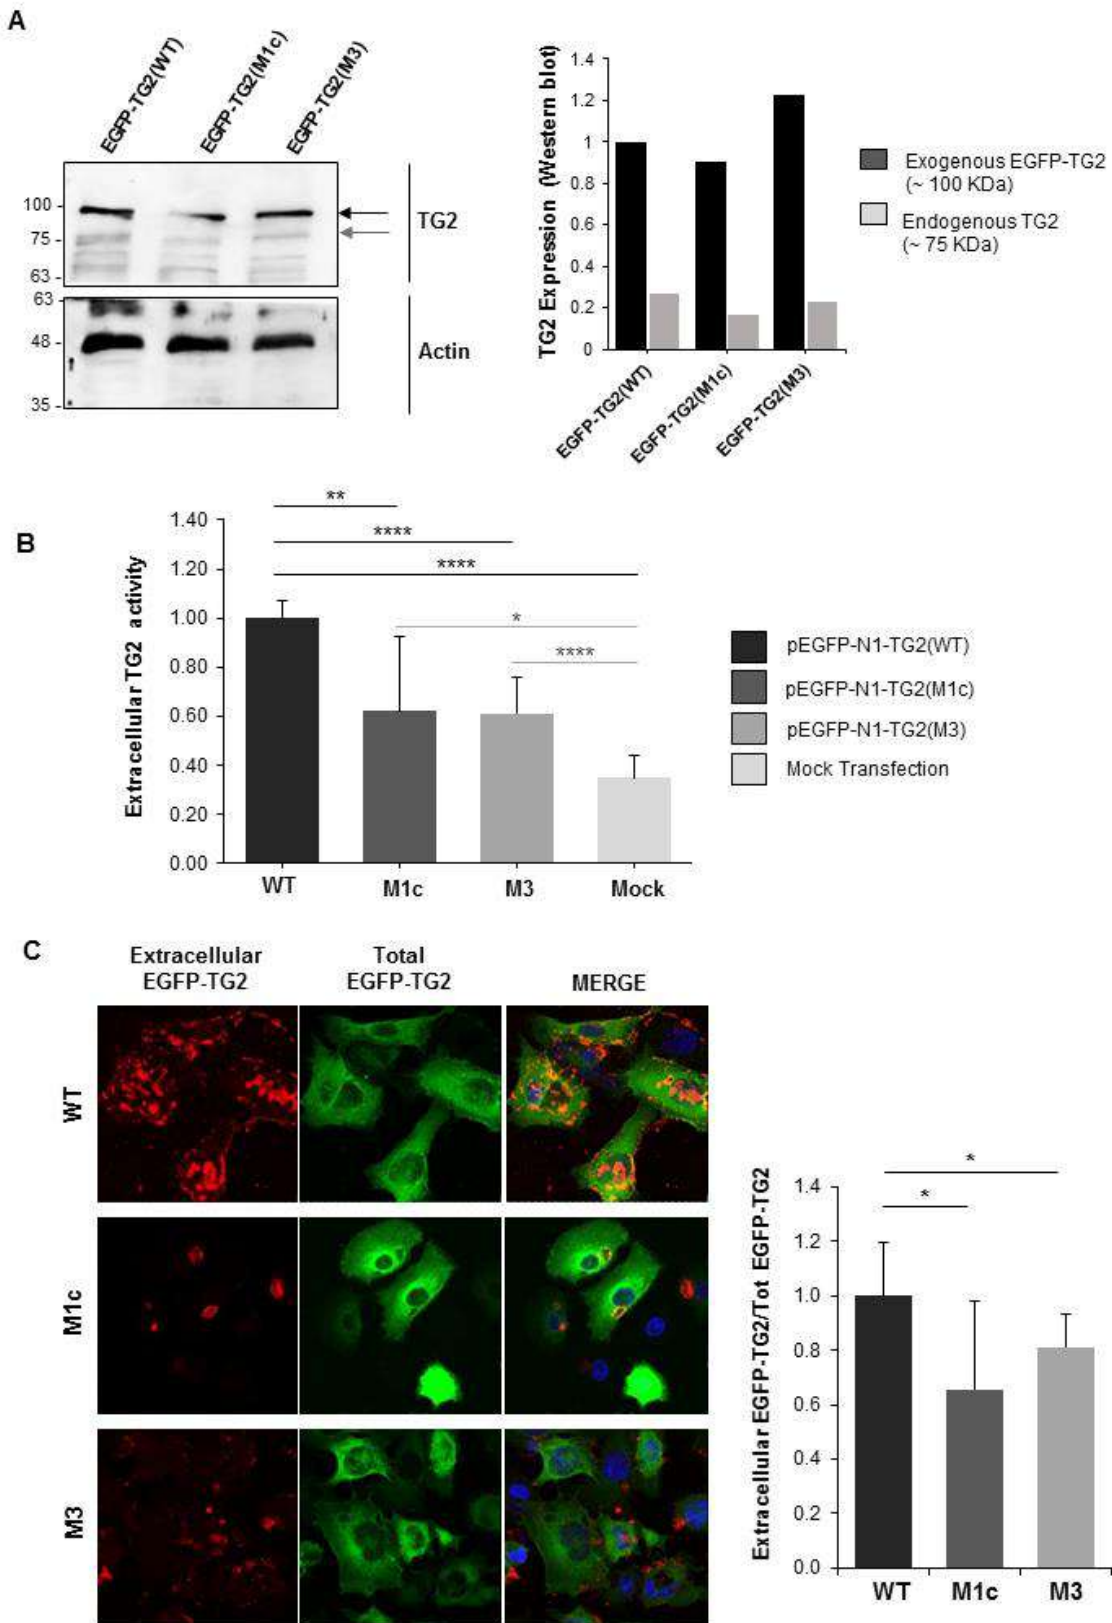 A
EGFP-TG2(WT)
EGFP-TG2(M1c)
EGFP-TG2(M3)
100
75 -
63 -
TG2
63 -
48 -
35 -
Actin
TG2 Expression (Western blot)
1.4
1.2
1
0.8
0.6
0.4
0.2
0
EGFP-TG2(WT)
EGFP-TG2(M1c)
EGFP-TG2(M3)
Exogenous EGFP-TG2
(~ 100 KDa)
Endogenous TG2
(~ 75 KDa)
B
Extracellular TG2 activity
1.40
1.20
1.00
0.80
0.60
0.40
0.20
0.00
**
****
****
*
****
WT
M1c
M3
Mock
pEGFP-N1-TG2(WT)
pEGFP-N1-TG2(M1c)
pEGFP-N1-TG2(M3)
Mock Transfection
C
Extracellular
EGFP-TG2
Total
EGFP-TG2
MERGE
WT
M1c
M3
Extracellular EGFP-TG2/Tot EGFP-TG2
1.4
1.2
1.0
0.8
0.6
0.4
0.2
0.0
*
*
WT
M1c
M3